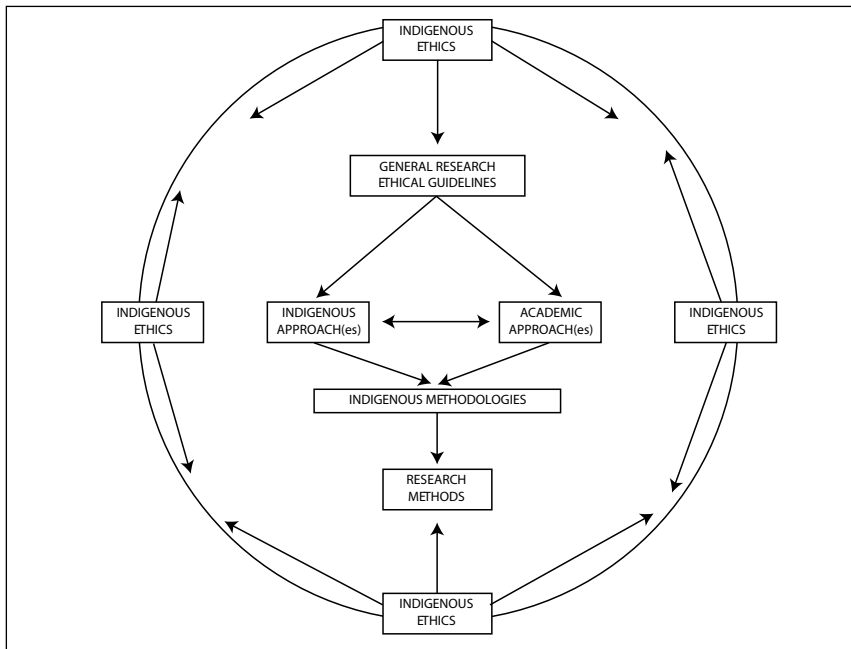 INDIGENOUS
ETHICS
GENERAL RESEARCH
ETHICAL GUIDELINES
INDIGENOUS
ETHICS
INDIGENOUS
APPROACH(es)
ACADEMIC
APPROACH(es)
INDIGENOUS
ETHICS
INDIGENOUS METHODOLOGIES
RESEARCH
METHODS
INDIGENOUS
ETHICS